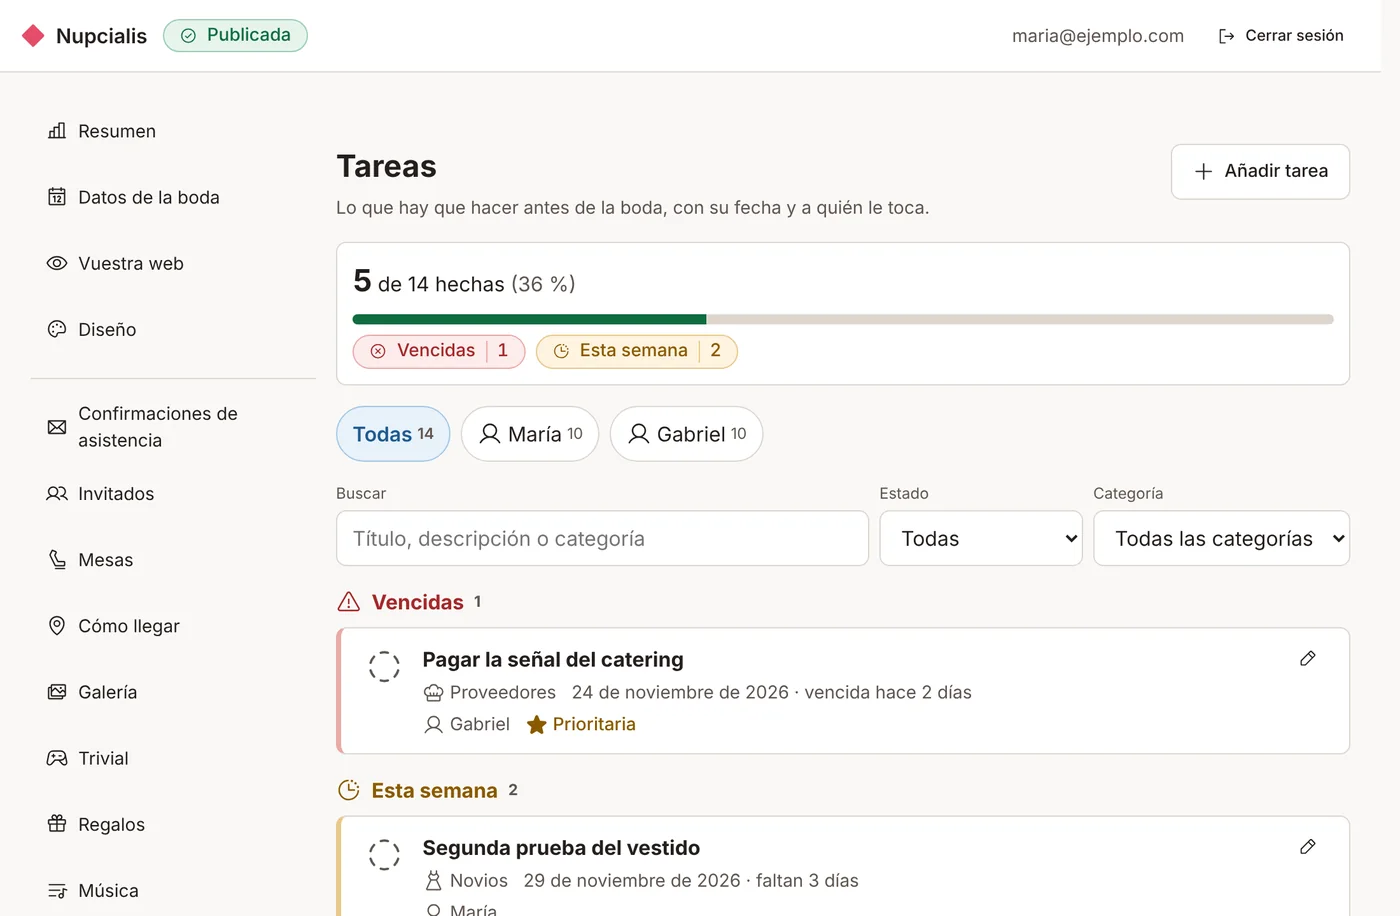 Nupcialis
Publicada
maria@ejemplo.com
Cerrar sesión
Resumen
Datos de la boda
12
Vuestra web
Diseño
Confirmaciones de
asistencia
Invitados
Mesas
Cómo llegar
Galería
Trivial
Regalos
Música
Tareas
Añadir tarea
Lo que hay que hacer antes de la boda, con su fecha y a quién le toca.
5 de 14 hechas (36 %)
Vencidas 1
Esta semana 2
Todas 14
María 10
Gabriel 10
Buscar
Estado
Categoría
Título, descripción o categoría
Todas
Todas las categorías
Vencidas 1
Pagar la señal del catering
Proveedores 24 de noviembre de 2026 · vencida hace 2 días
Gabriel Prioritaria
Esta semana 2
Segunda prueba del vestido
Novios 29 de noviembre de 2026 · faltan 3 días
María